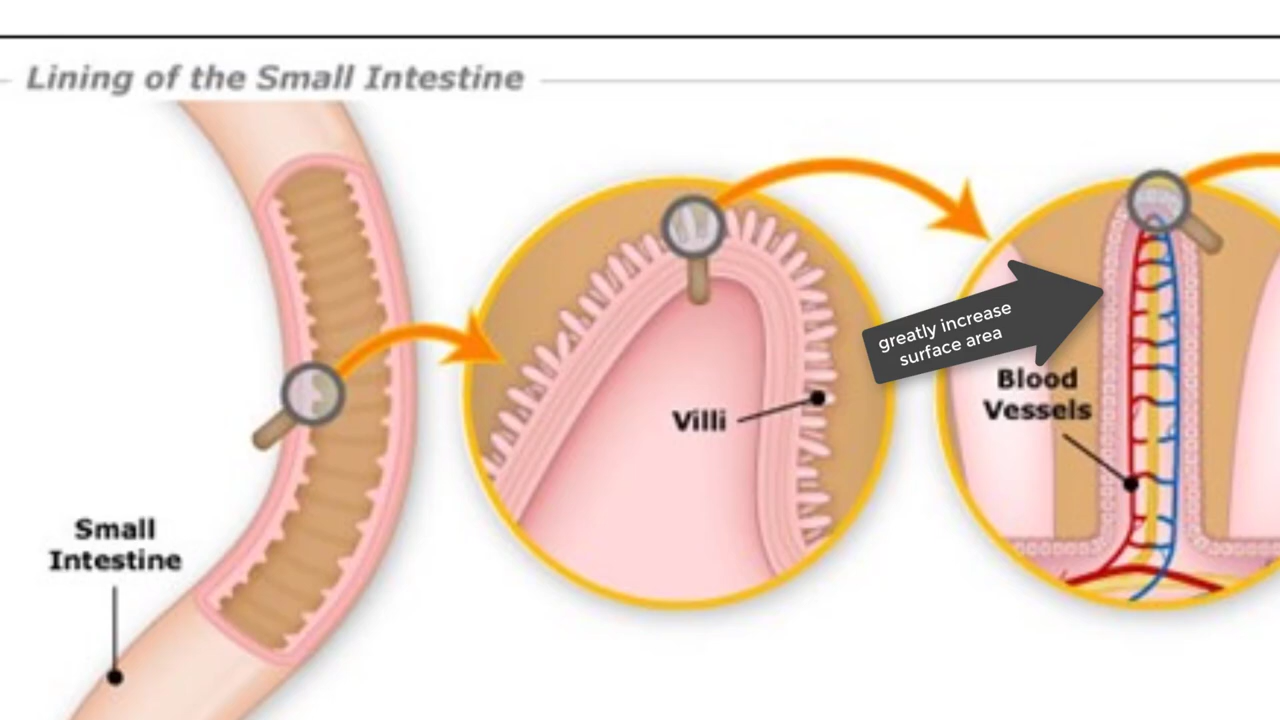 Lining of the Small Intestine
greatly increase
surface area
Blood
Vessels
Villi
Small
Intestine